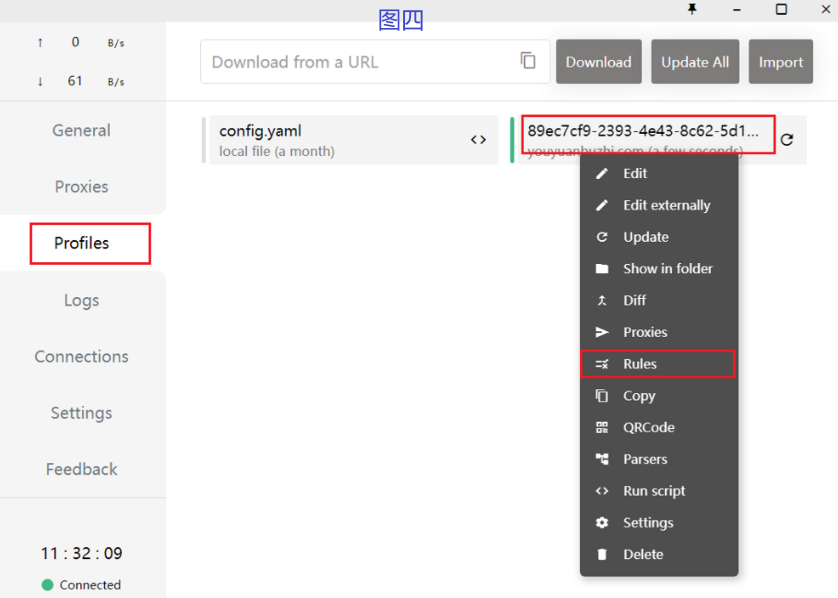 图四
↑ 0 B/s
↓ 61 B/s
Download from a URL
Download
Update All
Import
General
Proxies
Profiles
Logs
Connections
Settings
Feedback
11 : 32 : 09
Connected
config.yaml
local file (a month)
89ec7cf9-2393-4e43-8c62-5d1...
youyuanbuzhi.com (a few seconds)
Edit
Edit externally
Update
Show in folder
Diff
Proxies
Rules
Copy
QRCode
Parsers
Run script
Settings
Delete